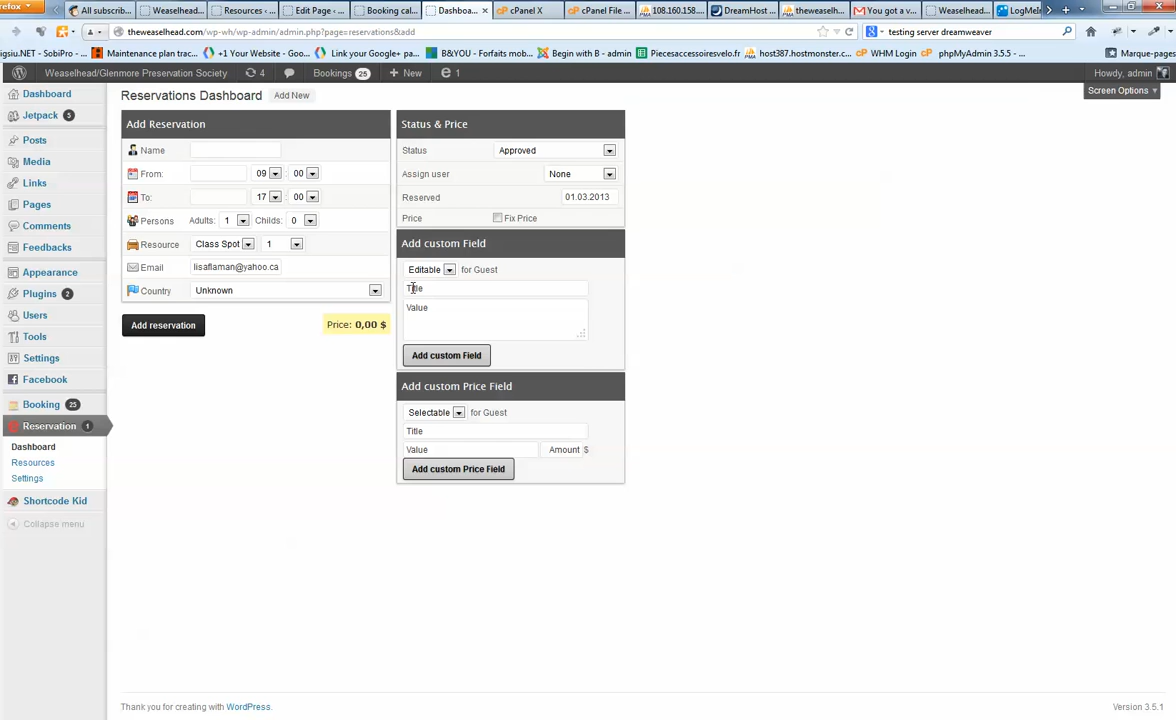 refox
All subscrib...
Weaselhead...
Resources - ...
Edit Page - ...
Booking cal...
Dashboa...
cPanel X
cPanel File ...
108.160.158....
DreamHost ...
theweaselh...
You got a v...
Weaselhead...
LogMeIn
theweaselhead.com/wp-wh/wp-admin/admin.php?page=reservations&add
testing server dreamweaver
igsiu.NET - SobiPro ...
Maintenance plan trac...
+1 Your Website - Goo...
Link your Google+ pag...
B&YOU - Forfaits mob...
Begin with B - admin
Piecesaccessoiresvelo.fr
host387.hostmonster.c...
WHM Login
phpMyAdmin 3.5.5 - ...
Marque-pages
Weaselhead/Glenmore Preservation Society
4
Bookings 25
+ New
1
Howdy, admin
Dashboard
Jetpack 5
Posts
Media
Links
Pages
Comments
Feedbacks
Appearance
Plugins 2
Users
Tools
Settings
Facebook
Booking 25
Reservation 1
Dashboard
Resources
Settings
Shortcode Kid
Collapse menu
Screen Options
Reservations Dashboard Add New
Add Reservation
Name
From: 09 : 00
To: 17 : 00
Persons Adults: 1 Childs: 0
Resource Class Spot 1
Email lisaflaman@yahoo.ca
Country Unknown
Add reservation
Price: 0,00 $
Status & Price
Status Approved
Assign user None
Reserved 01.03.2013
Price Fix Price
Add custom Field
Editable for Guest
Title
Value
Add custom Field
Add custom Price Field
Selectable for Guest
Title
Value Amount $
Add custom Price Field
Thank you for creating with WordPress.
Version 3.5.1